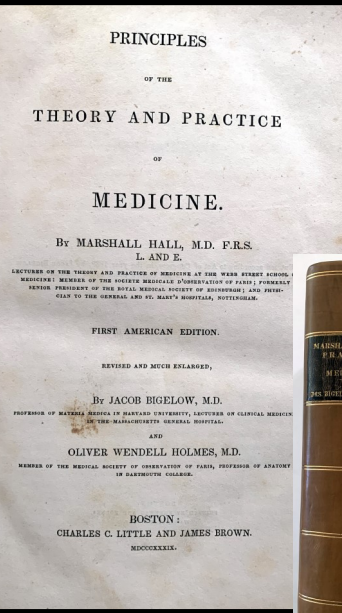 PRINCIPLES
OF THE
THEORY AND PRACTICE
OF
MEDICINE.
BY MARSHALL HALL, M.D. F.R.S.
L. AND E.
LECTURER ON THE THEORY AND PRACTICE OF MEDICINE AT THE WEBB STREET SCHOOL
MEDICINE: MEMBER OF THE SOCIETE MEDICALE D'OBSERVATION OF PARIS; FORMERLY
SENIOR PRESIDENT OF THE ROYAL MEDICAL SOCIETY OF EDINBURGH; AND PHYSI-
CIAN TO THE GENERAL AND ST. MARY'S HOSPITALS, NOTTINGHAM.
FIRST AMERICAN EDITION.
REVISED AND MUCH ENLARGED,
BY JACOB BIGELOW, M.D.
PROFESSOR OF MATERIA MEDICA IN HARVARD UNIVERSITY, LECTURER ON CLINICAL MEDICIN
IN THE MASSACHUSETTS GENERAL HOSPITAL.
AND
OLIVER WENDELL HOLMES, M.D.
MEMBER OF THE MEDICAL SOCIETY OF OBSERVATION OF PARIS, PROFESSOR OF ANATOMY
IN DARTMOUTH COLLEGE.
BOSTON:
CHARLES C. LITTLE AND JAMES BROWN.
MDCCCXXXIX.
MARSH
PRA
ME